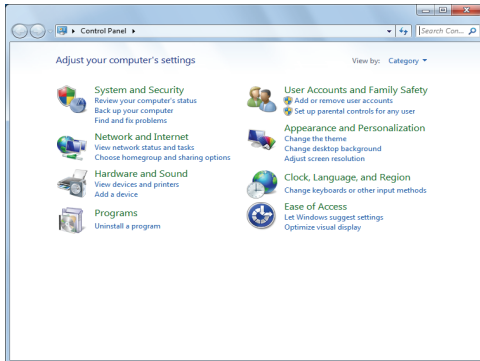 Control Panel
Search Con...
Adjust your computer's settings
View by: Category
System and Security
Review your computer's status
Back up your computer
Find and fix problems
Network and Internet
View network status and tasks
Choose homegroup and sharing options
Hardware and Sound
View devices and printers
Add a device
Programs
Uninstall a program
User Accounts and Family Safety
Add or remove user accounts
Set up parental controls for any user
Appearance and Personalization
Change the theme
Change desktop background
Adjust screen resolution
Clock, Language, and Region
Change keyboards or other input methods
Ease of Access
Let Windows suggest settings
Optimize visual display